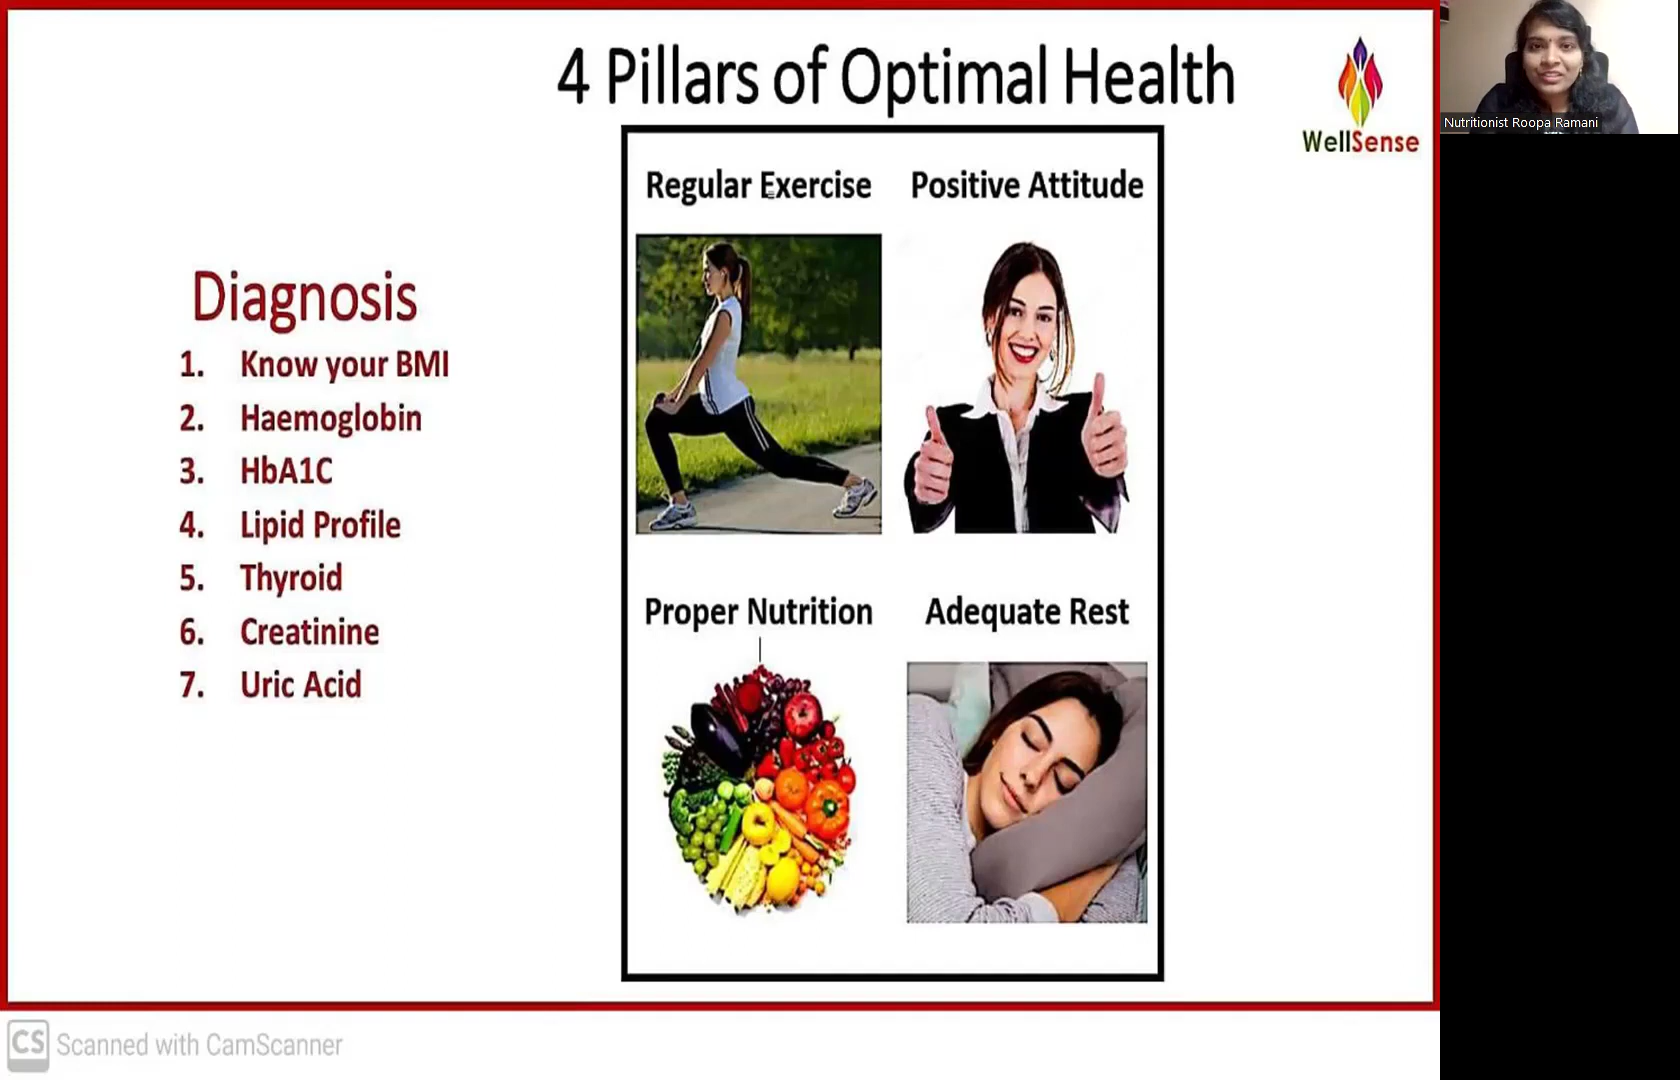 4 Pillars of Optimal Health
WellSense
Nutritionist Roopa Ramani
Regular Exercise
Positive Attitude
Diagnosis
1. Know your BMI
2. Haemoglobin
3. HbA1C
4. Lipid Profile
5. Thyroid
6. Creatinine
7. Uric Acid
Proper Nutrition
Adequate Rest
CS Scanned with CamScanner